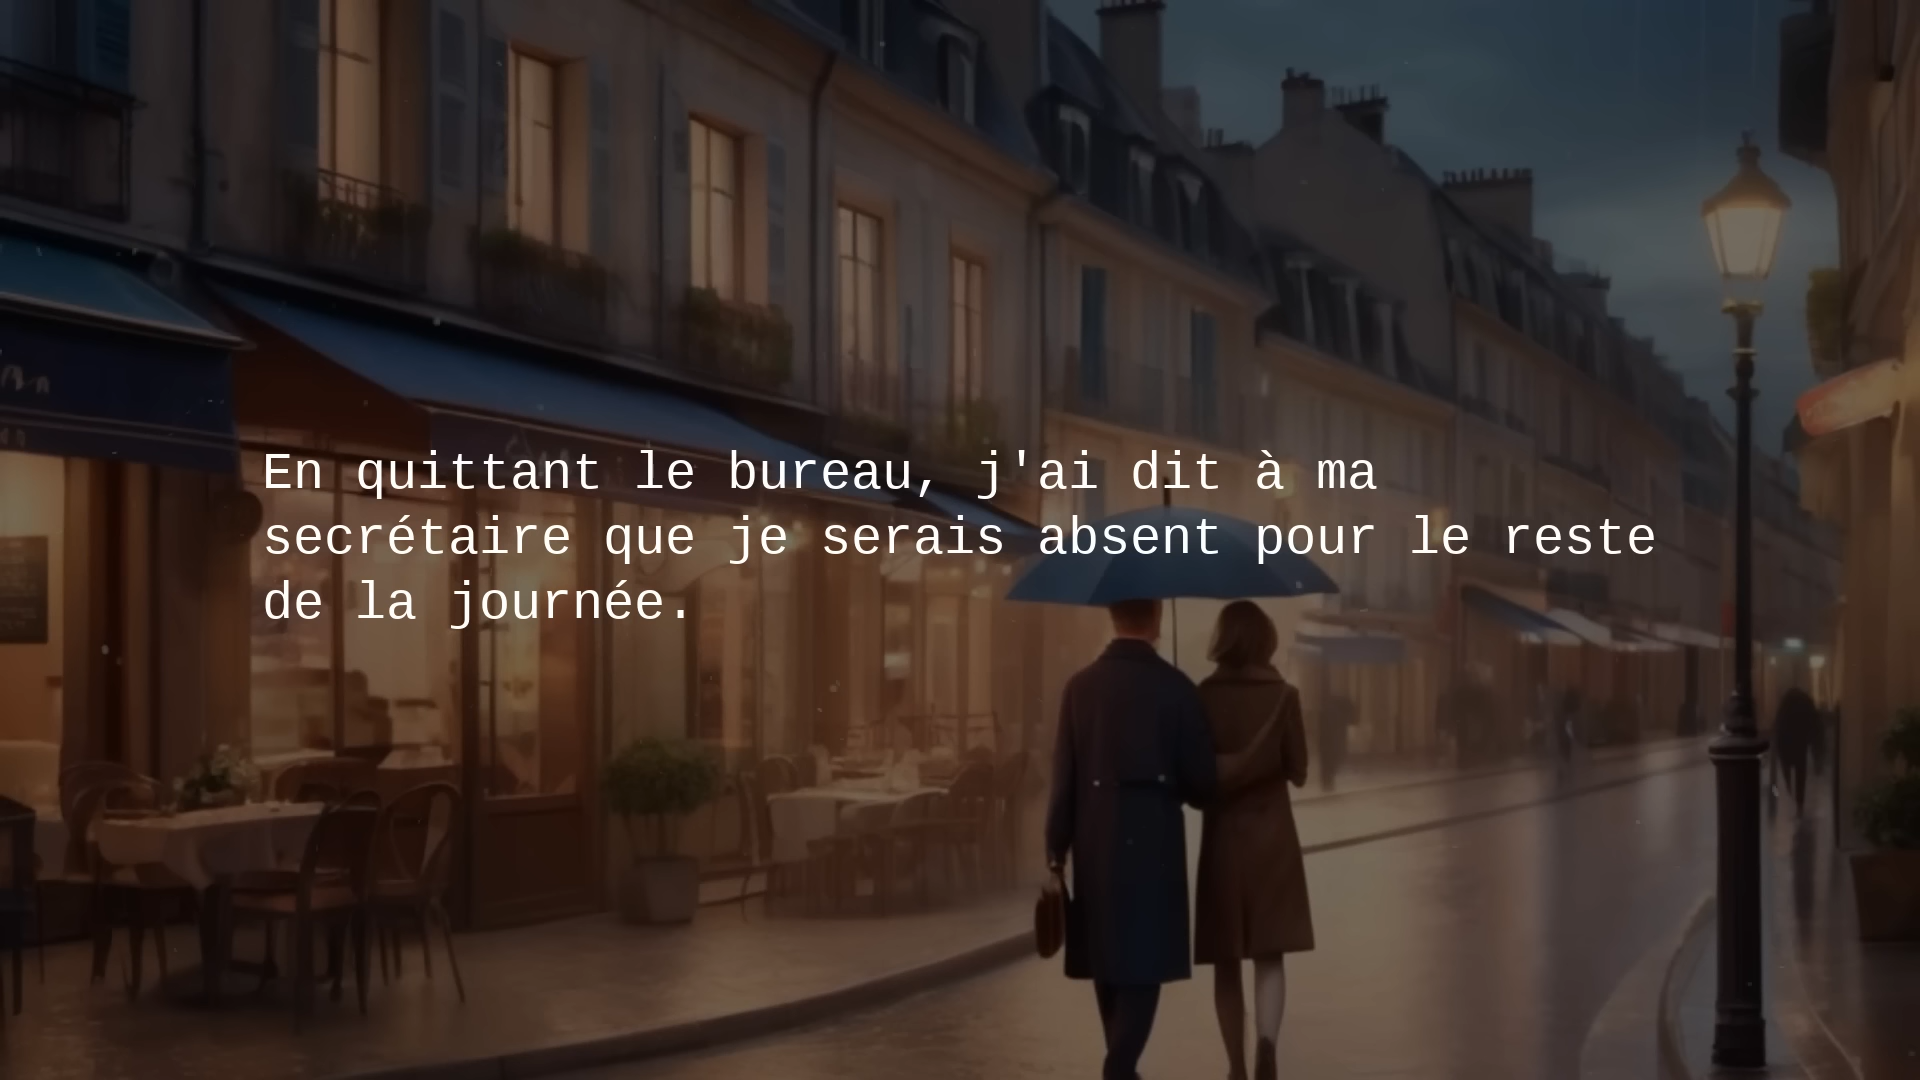 En quittant le bureau, j'ai dit à ma
secrétaire que je serais absent pour le reste
de la journée.